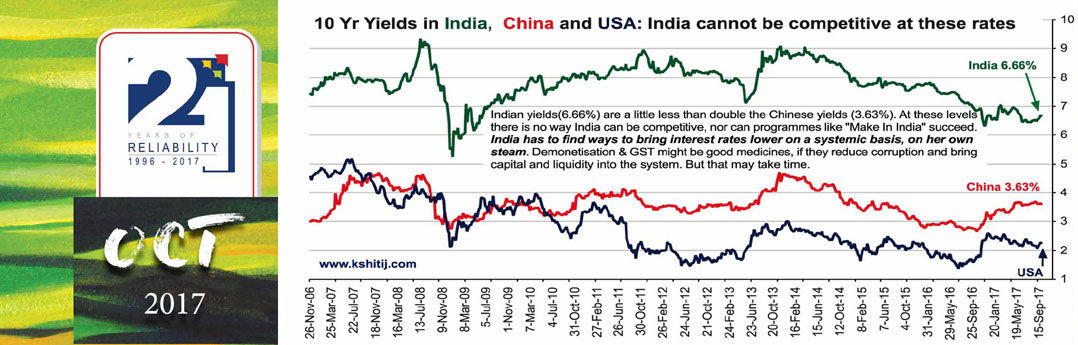 21
YEARS OF
RELIABILITY
1996 - 2017
OCT
2017
10 Yr Yields in India, China and USA: India cannot be competitive at these rates
10
9
8
7
6
5
4
3
2
1
India 6.66%
Indian yields(6.66%) are a little less than double the Chinese yields (3.63%). At these levels
there is no way India can be competitive, nor can programmes like "Make In India" succeed.
India has to find ways to bring interest rates lower on a systemic basis, on her own
steam. Demonetisation & GST might be good medicines, if they reduce corruption and bring
capital and liquidity into the system. But that may take time.
China 3.63%
www.kshitij.com
USA
26-Nov-06
25-Mar-07
22-Jul-07
18-Nov-07
16-Mar-08
13-Jul-08
9-Nov-08
8-Mar-09
5-Jul-09
1-Nov-09
7-Mar-10
4-Jul-10
31-Oct-10
27-Feb-11
26-Jun-11
30-Oct-11
26-Feb-12
24-Jun-12
28-Oct-12
24-Feb-13
23-Jun-13
20-Oct-13
16-Feb-14
15-Jun-14
12-Oct-14
8-Feb-15
7-Jun-15
4-Oct-15
31-Jan-16
29-May-16
25-Sep-16
20-Jan-17
19-May-17
15-Sep-17